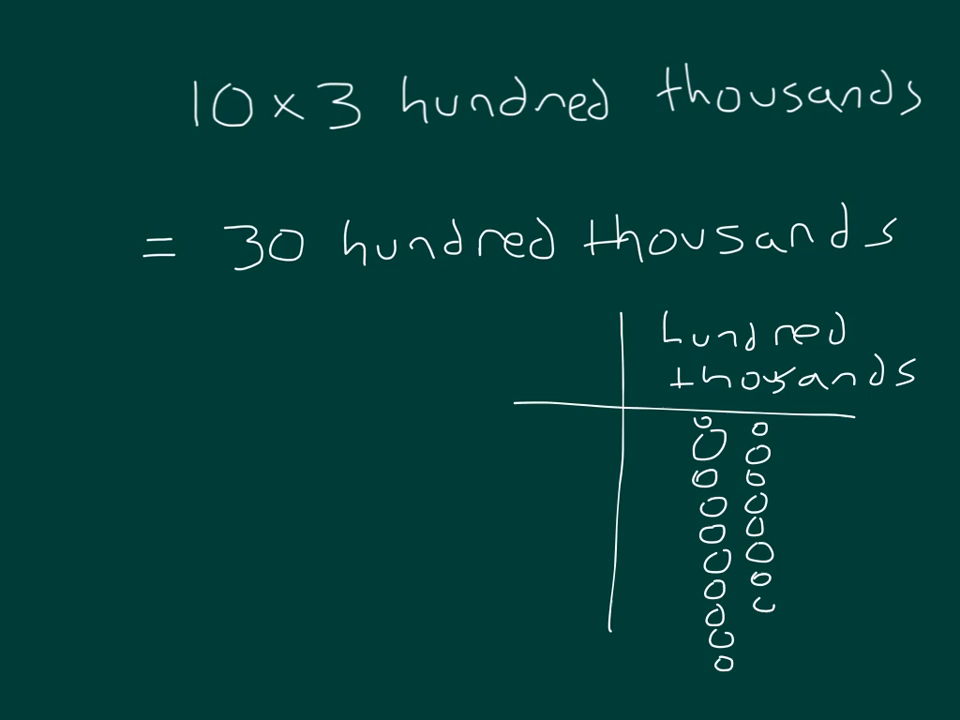 10 x 3 hundred thousands
= 30 hundred thousands
hundred
thousands